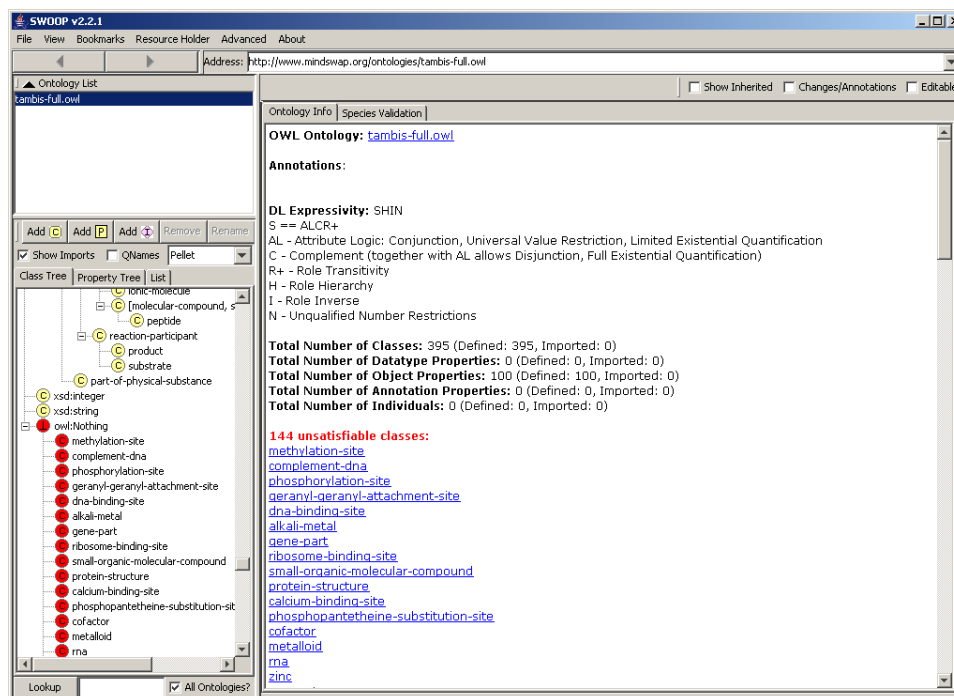 SWOOP v2.2.1
File View Bookmarks Resource Holder Advanced About
Address: http://www.mindswap.org/ontologies/tambis-full.owl
Ontology List
tambis-full.owl
Add C Add P Add I Remove Rename
Show Imports QNames Pellet
Class Tree Property Tree List
ionic-molecule
[molecular-compound, s
peptide
reaction-participant
product
substrate
part-of-physical-substance
xsd:integer
xsd:string
owl:Nothing
methylation-site
complement-dna
phosphorylation-site
geranyl-geranyl-attachment-site
dna-binding-site
alkali-metal
gene-part
ribosome-binding-site
small-organic-molecular-compound
protein-structure
calcium-binding-site
phosphopantetheine-substitution-sit
cofactor
metalloid
rna
Lookup All Ontologies?
Show Inherited Changes/Annotations Editable
Ontology Info Species Validation
OWL Ontology: tambis-full.owl
Annotations:
DL Expressivity: SHIN
S == ALCR+
AL - Attribute Logic: Conjunction, Universal Value Restriction, Limited Existential Quantification
C - Complement (together with AL allows Disjunction, Full Existential Quantification)
R+ - Role Transitivity
H - Role Hierarchy
I - Role Inverse
N - Unqualified Number Restrictions
Total Number of Classes: 395 (Defined: 395, Imported: 0)
Total Number of Datatype Properties: 0 (Defined: 0, Imported: 0)
Total Number of Object Properties: 100 (Defined: 100, Imported: 0)
Total Number of Annotation Properties: 0 (Defined: 0, Imported: 0)
Total Number of Individuals: 0 (Defined: 0, Imported: 0)
144 unsatisfiable classes:
methylation-site
complement-dna
phosphorylation-site
geranyl-geranyl-attachment-site
dna-binding-site
alkali-metal
gene-part
ribosome-binding-site
small-organic-molecular-compound
protein-structure
calcium-binding-site
phosphopantetheine-substitution-site
cofactor
metalloid
rna
zinc